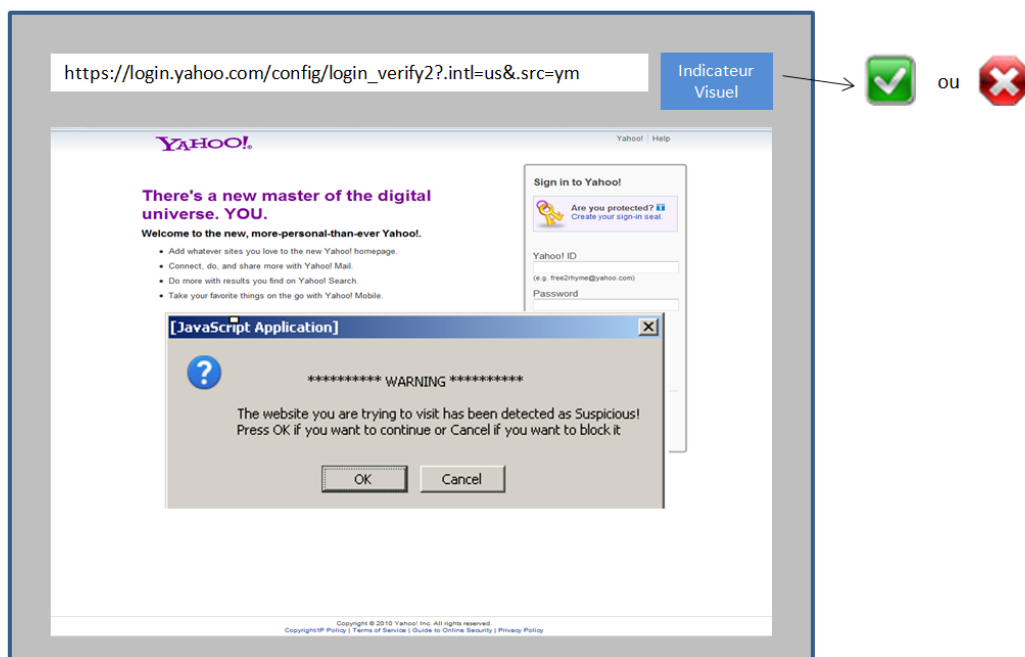 https://login.yahoo.com/config/login_verify2?.intl=us&.src=ym
Indicateur
Visuel
ou
YAHOO!
Yahoo! | Help
There's a new master of the digital
universe. YOU.
Welcome to the new, more-personal-than-ever Yahoo!.
• Add whatever sites you love to the new Yahoo! homepage.
• Connect, do, and share more with Yahoo! Mail.
• Do more with results you find on Yahoo! Search.
• Take your favorite things on the go with Yahoo! Mobile.
Sign in to Yahoo!
Are you protected?
Create your sign-in seal.
Yahoo! ID
(e.g. free2rhyme@yahoo.com)
Password
[JavaScript Application]
********** WARNING **********
The website you are trying to visit has been detected as Suspicious!
Press OK if you want to continue or Cancel if you want to block it
OK
Cancel
Copyright © 2010 Yahoo! Inc. All rights reserved.
Copyright/IP Policy | Terms of Service | Guide to Online Security | Privacy Policy